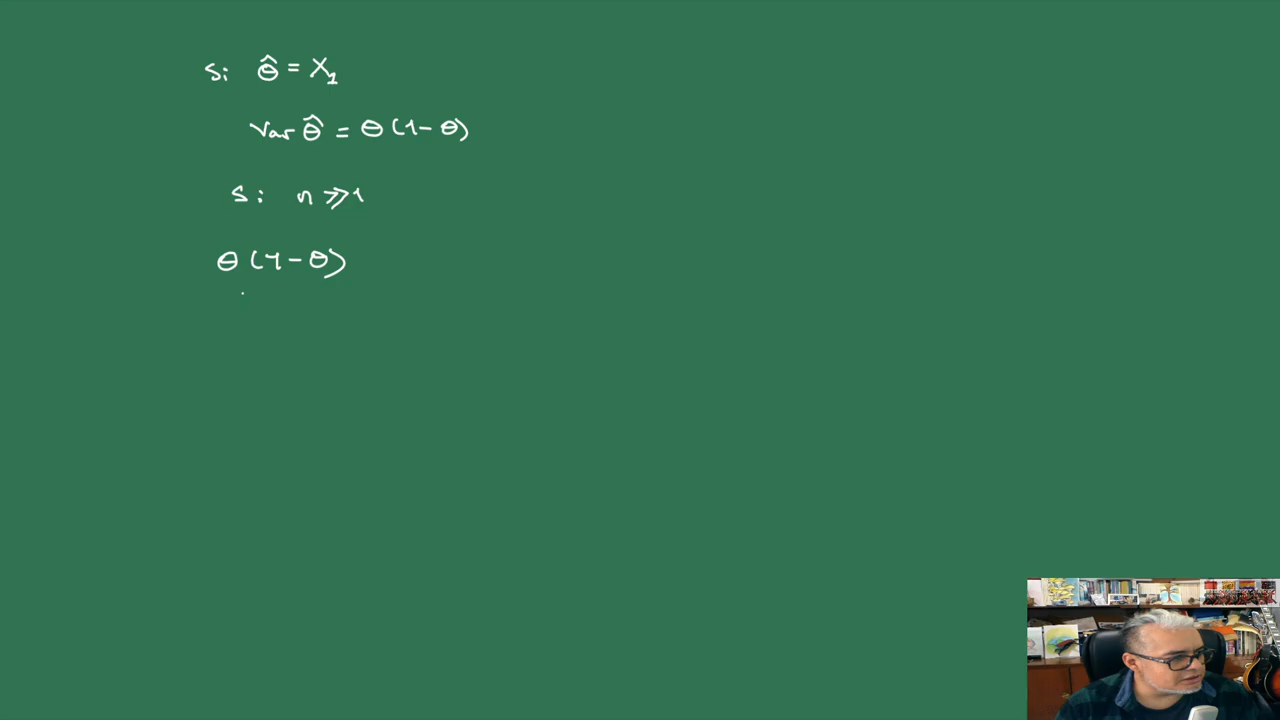 Si θ̂ = X₁
Var θ̂ = θ(1-θ)
Si n ≫ 1
θ(1-θ)